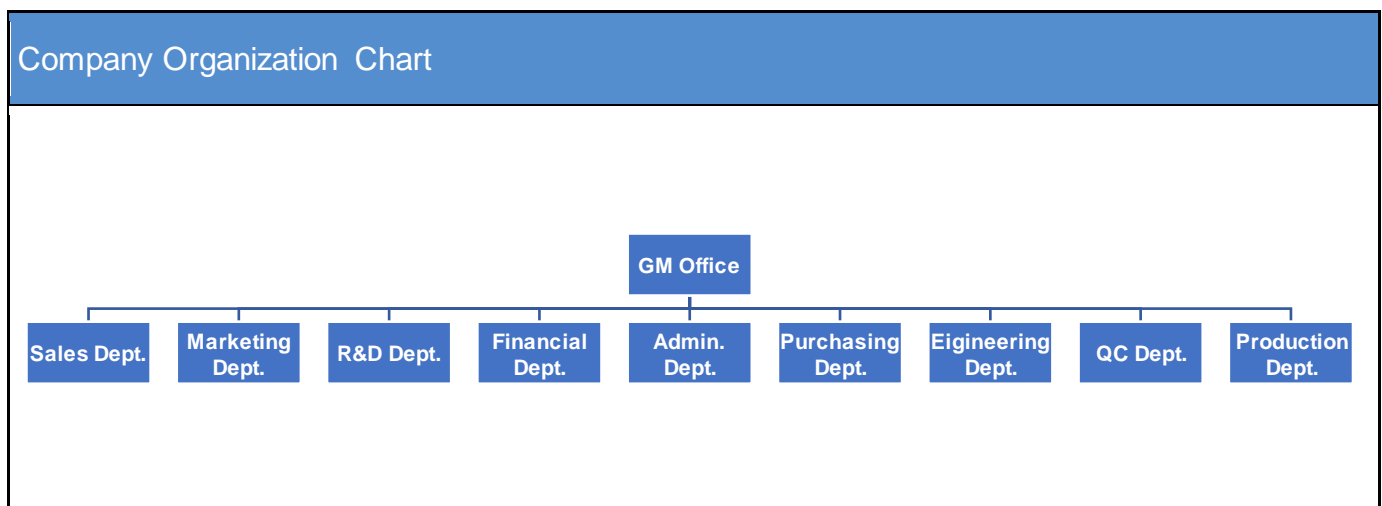 Company Organization Chart
GM Office
Sales Dept.
Marketing
Dept.
R&D Dept.
Financial
Dept.
Admin.
Dept.
Purchasing
Dept.
Eigineering
Dept.
QC Dept.
Production
Dept.